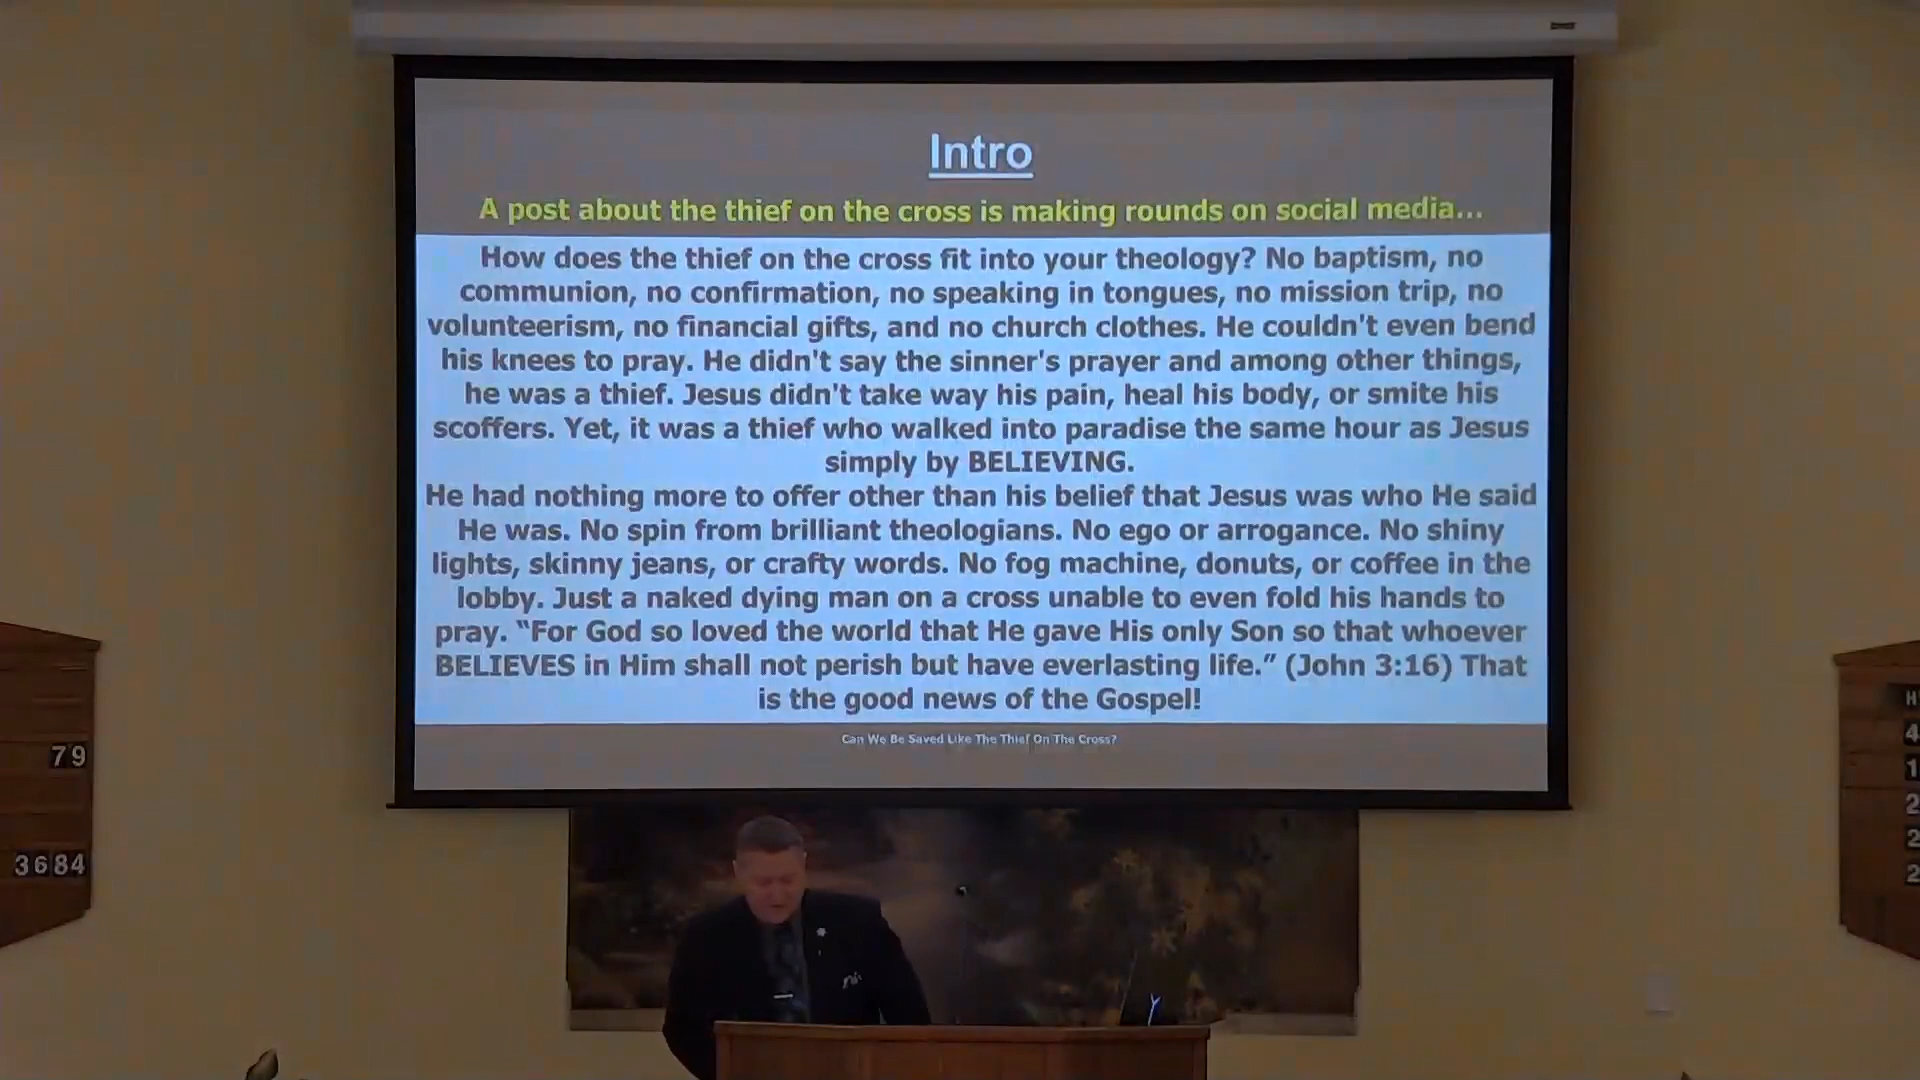 Intro
A post about the thief on the cross is making rounds on social media...
How does the thief on the cross fit into your theology? No baptism, no
communion, no confirmation, no speaking in tongues, no mission trip, no
volunteerism, no financial gifts, and no church clothes. He couldn't even bend
his knees to pray. He didn't say the sinner's prayer and among other things,
he was a thief. Jesus didn't take way his pain, heal his body, or smite his
scoffers. Yet, it was a thief who walked into paradise the same hour as Jesus
simply by BELIEVING.
He had nothing more to offer other than his belief that Jesus was who He said
He was. No spin from brilliant theologians. No ego or arrogance. No shiny
lights, skinny jeans, or crafty words. No fog machine, donuts, or coffee in the
lobby. Just a naked dying man on a cross unable to even fold his hands to
pray. “For God so loved the world that He gave His only Son so that whoever
BELIEVES in Him shall not perish but have everlasting life.” (John 3:16) That
is the good news of the Gospel!
Can We Be Saved Like The Thief On The Cross?
79
3684
H
4
1
2
2
2